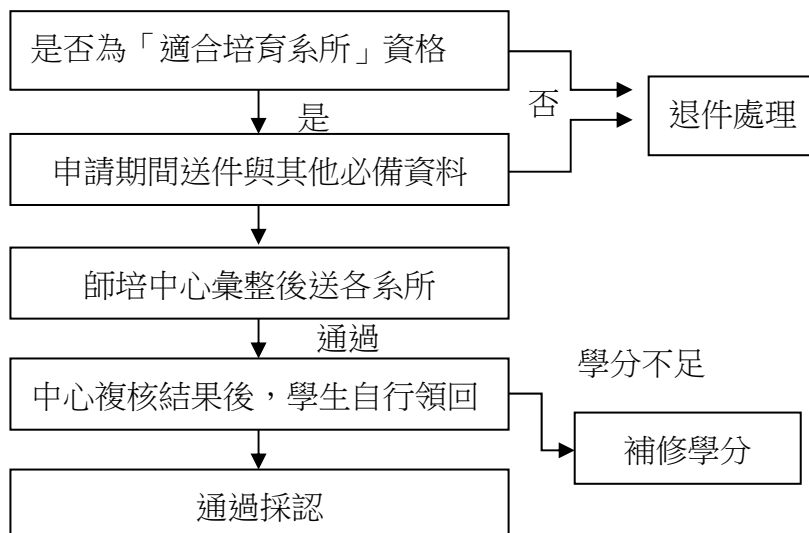 是否為「適合培育系所」資格
是
否
退件處理
申請期間送件與其他必備資料
師培中心彙整後送各系所
通過
學分不足
中心複核結果後，學生自行領回
補修學分
通過採認